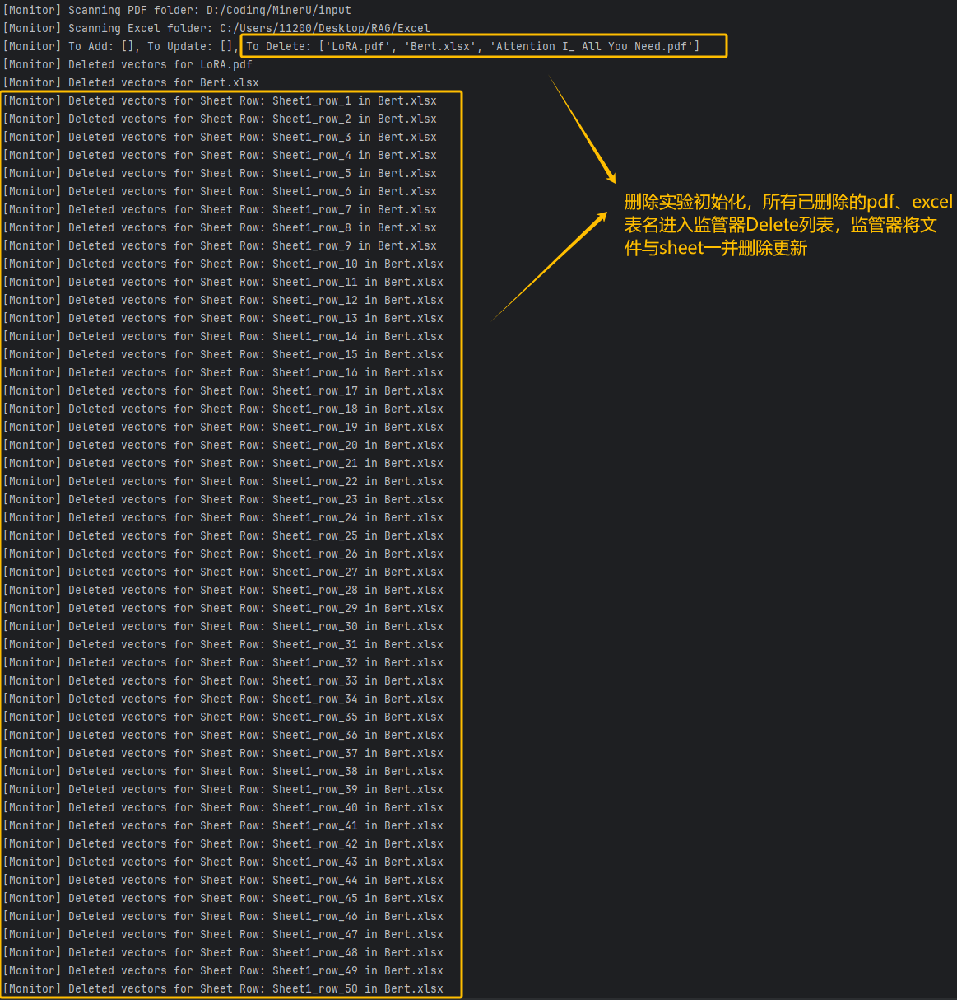 [Monitor] Scanning PDF folder: D:/Coding/MinerU/input
[Monitor] Scanning Excel folder: C:/Users/11200/Desktop/RAG/Excel
[Monitor] To Add: [], To Update: [], To Delete: ['LoRA.pdf', 'Bert.xlsx', 'Attention I_ All You Need.pdf']
[Monitor] Deleted vectors for LoRA.pdf
[Monitor] Deleted vectors for Bert.xlsx
[Monitor] Deleted vectors for Sheet Row: Sheet1_row_1 in Bert.xlsx
[Monitor] Deleted vectors for Sheet Row: Sheet1_row_2 in Bert.xlsx
[Monitor] Deleted vectors for Sheet Row: Sheet1_row_3 in Bert.xlsx
[Monitor] Deleted vectors for Sheet Row: Sheet1_row_4 in Bert.xlsx
[Monitor] Deleted vectors for Sheet Row: Sheet1_row_5 in Bert.xlsx
[Monitor] Deleted vectors for Sheet Row: Sheet1_row_6 in Bert.xlsx
[Monitor] Deleted vectors for Sheet Row: Sheet1_row_7 in Bert.xlsx
[Monitor] Deleted vectors for Sheet Row: Sheet1_row_8 in Bert.xlsx
[Monitor] Deleted vectors for Sheet Row: Sheet1_row_9 in Bert.xlsx
[Monitor] Deleted vectors for Sheet Row: Sheet1_row_10 in Bert.xlsx
[Monitor] Deleted vectors for Sheet Row: Sheet1_row_11 in Bert.xlsx
[Monitor] Deleted vectors for Sheet Row: Sheet1_row_12 in Bert.xlsx
[Monitor] Deleted vectors for Sheet Row: Sheet1_row_13 in Bert.xlsx
[Monitor] Deleted vectors for Sheet Row: Sheet1_row_14 in Bert.xlsx
[Monitor] Deleted vectors for Sheet Row: Sheet1_row_15 in Bert.xlsx
[Monitor] Deleted vectors for Sheet Row: Sheet1_row_16 in Bert.xlsx
[Monitor] Deleted vectors for Sheet Row: Sheet1_row_17 in Bert.xlsx
[Monitor] Deleted vectors for Sheet Row: Sheet1_row_18 in Bert.xlsx
[Monitor] Deleted vectors for Sheet Row: Sheet1_row_19 in Bert.xlsx
[Monitor] Deleted vectors for Sheet Row: Sheet1_row_20 in Bert.xlsx
[Monitor] Deleted vectors for Sheet Row: Sheet1_row_21 in Bert.xlsx
[Monitor] Deleted vectors for Sheet Row: Sheet1_row_22 in Bert.xlsx
[Monitor] Deleted vectors for Sheet Row: Sheet1_row_23 in Bert.xlsx
[Monitor] Deleted vectors for Sheet Row: Sheet1_row_24 in Bert.xlsx
[Monitor] Deleted vectors for Sheet Row: Sheet1_row_25 in Bert.xlsx
[Monitor] Deleted vectors for Sheet Row: Sheet1_row_26 in Bert.xlsx
[Monitor] Deleted vectors for Sheet Row: Sheet1_row_27 in Bert.xlsx
[Monitor] Deleted vectors for Sheet Row: Sheet1_row_28 in Bert.xlsx
[Monitor] Deleted vectors for Sheet Row: Sheet1_row_29 in Bert.xlsx
[Monitor] Deleted vectors for Sheet Row: Sheet1_row_30 in Bert.xlsx
[Monitor] Deleted vectors for Sheet Row: Sheet1_row_31 in Bert.xlsx
[Monitor] Deleted vectors for Sheet Row: Sheet1_row_32 in Bert.xlsx
[Monitor] Deleted vectors for Sheet Row: Sheet1_row_33 in Bert.xlsx
[Monitor] Deleted vectors for Sheet Row: Sheet1_row_34 in Bert.xlsx
[Monitor] Deleted vectors for Sheet Row: Sheet1_row_35 in Bert.xlsx
[Monitor] Deleted vectors for Sheet Row: Sheet1_row_36 in Bert.xlsx
[Monitor] Deleted vectors for Sheet Row: Sheet1_row_37 in Bert.xlsx
[Monitor] Deleted vectors for Sheet Row: Sheet1_row_38 in Bert.xlsx
[Monitor] Deleted vectors for Sheet Row: Sheet1_row_39 in Bert.xlsx
[Monitor] Deleted vectors for Sheet Row: Sheet1_row_40 in Bert.xlsx
[Monitor] Deleted vectors for Sheet Row: Sheet1_row_41 in Bert.xlsx
[Monitor] Deleted vectors for Sheet Row: Sheet1_row_42 in Bert.xlsx
[Monitor] Deleted vectors for Sheet Row: Sheet1_row_43 in Bert.xlsx
[Monitor] Deleted vectors for Sheet Row: Sheet1_row_44 in Bert.xlsx
[Monitor] Deleted vectors for Sheet Row: Sheet1_row_45 in Bert.xlsx
[Monitor] Deleted vectors for Sheet Row: Sheet1_row_46 in Bert.xlsx
[Monitor] Deleted vectors for Sheet Row: Sheet1_row_47 in Bert.xlsx
[Monitor] Deleted vectors for Sheet Row: Sheet1_row_48 in Bert.xlsx
[Monitor] Deleted vectors for Sheet Row: Sheet1_row_49 in Bert.xlsx
[Monitor] Deleted vectors for Sheet Row: Sheet1_row_50 in Bert.xlsx
删除实验初始化，所有已删除的pdf、excel
表名进入监管器Delete列表，监管器将文
件与sheet一并删除更新